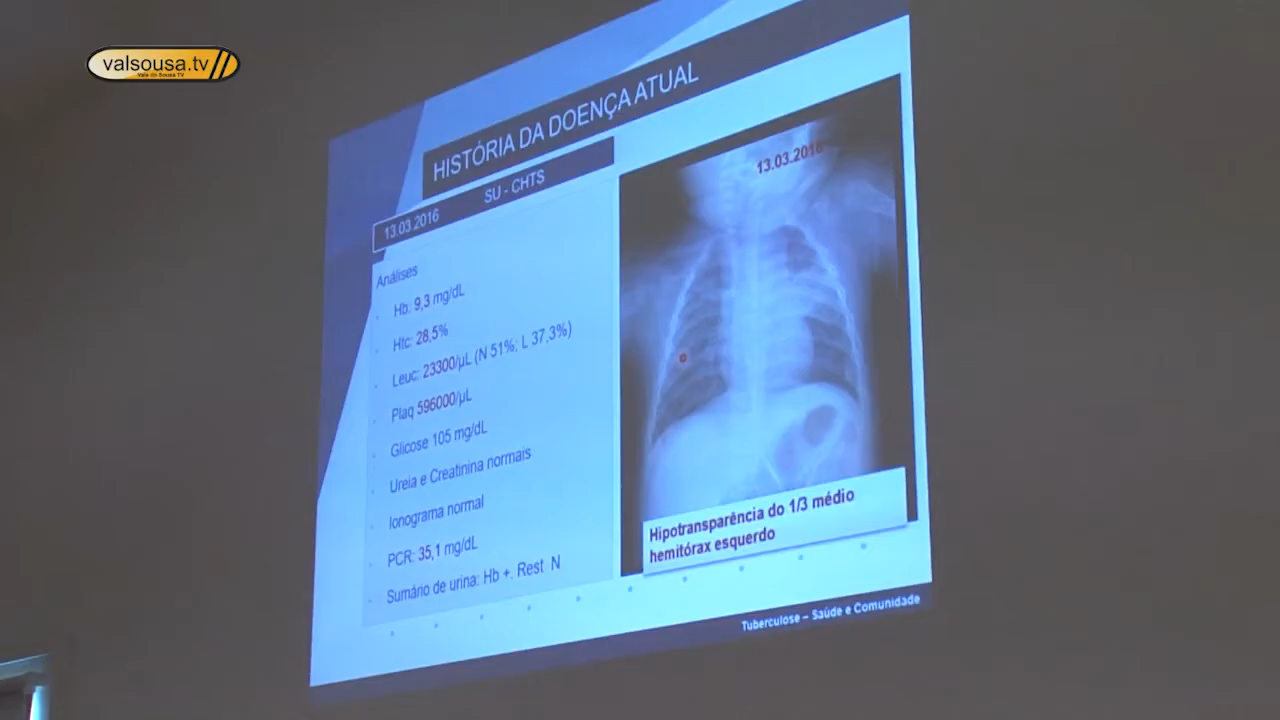 valsousa.tv
Vale do Sousa TV
HISTÓRIA DA DOENÇA ATUAL
13.03.2016
SU - CHTS
Análises
Hb: 9,3 mg/dL
Htc: 28,5%
Leuc: 23300/µL (N 51%; L 37,3%)
Plaq 596000/µL
Glicose 105 mg/dL
Ureia e Creatinina normais
Ionograma normal
PCR: 35,1 mg/dL
Sumário de urina: Hb +. Rest N
13.03.2016
Hipotransparência do 1/3 médio
hemitórax esquerdo
Tuberculose – Saúde e Comunidade